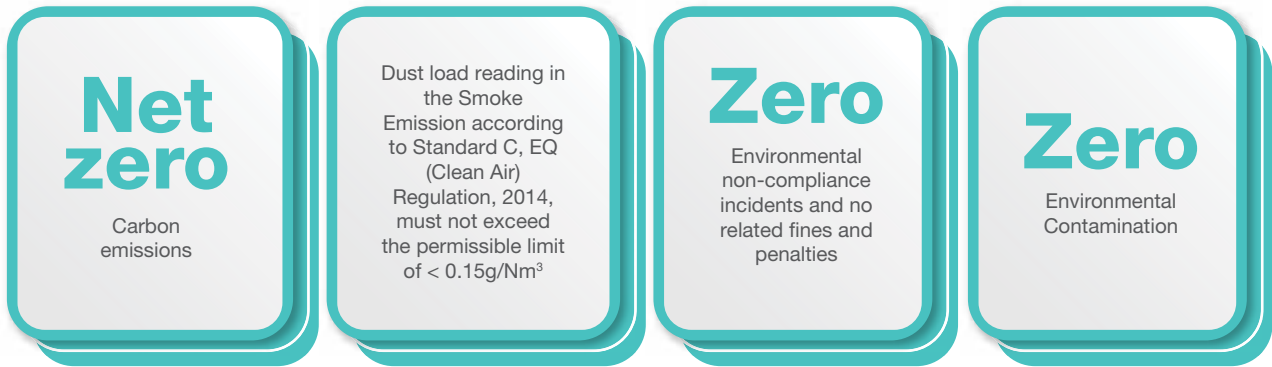 Net
zero
Carbon
emissions
Dust load reading in
the Smoke
Emission according
to Standard C, EQ
(Clean Air)
Regulation, 2014,
must not exceed
the permissible limit
of < 0.15g/Nm³
Zero
Environmental
non-compliance
incidents and no
related fines and
penalties
Zero
Environmental
Contamination